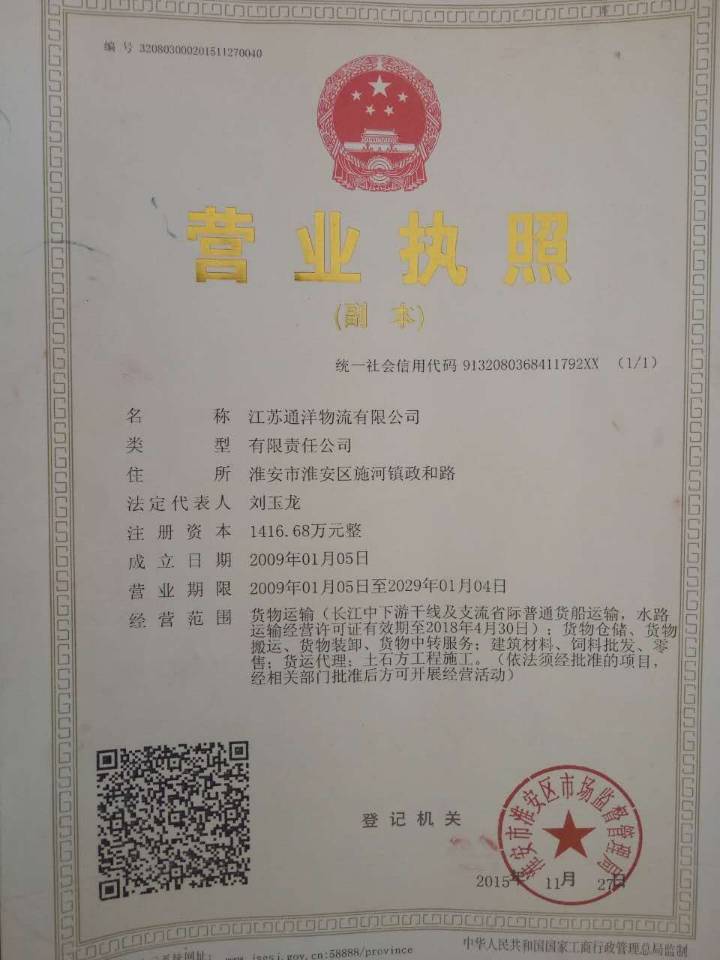 编 号 320803000201511270040
营业执照
(副 本)
统一社会信用代码 9132080368411792XX (1/1)
名 称 江苏通洋物流有限公司
类 型 有限责任公司
住 所 淮安市淮安区施河镇政和路
法定代表人 刘玉龙
注册资本 1416.68万元整
成立日期 2009年01月05日
营业期限 2009年01月05日至2029年01月04日
经营范围 货物运输（长江中下游干线及支流省际普通货船运输，水路
运输经营许可证有效期至2018年4月30日）；货物仓储、货物
搬运、货物装卸、货物中转服务；建筑材料、饲料批发、零
售；货运代理；土石方工程施工。（依法须经批准的项目，
经相关部门批准后方可开展经营活动）
登记机关
淮安市淮安区市场监督管理局
2015年 11月 27日
系统网址： www.jsgsj.gov.cn:58888/province
中华人民共和国国家工商行政管理总局监制